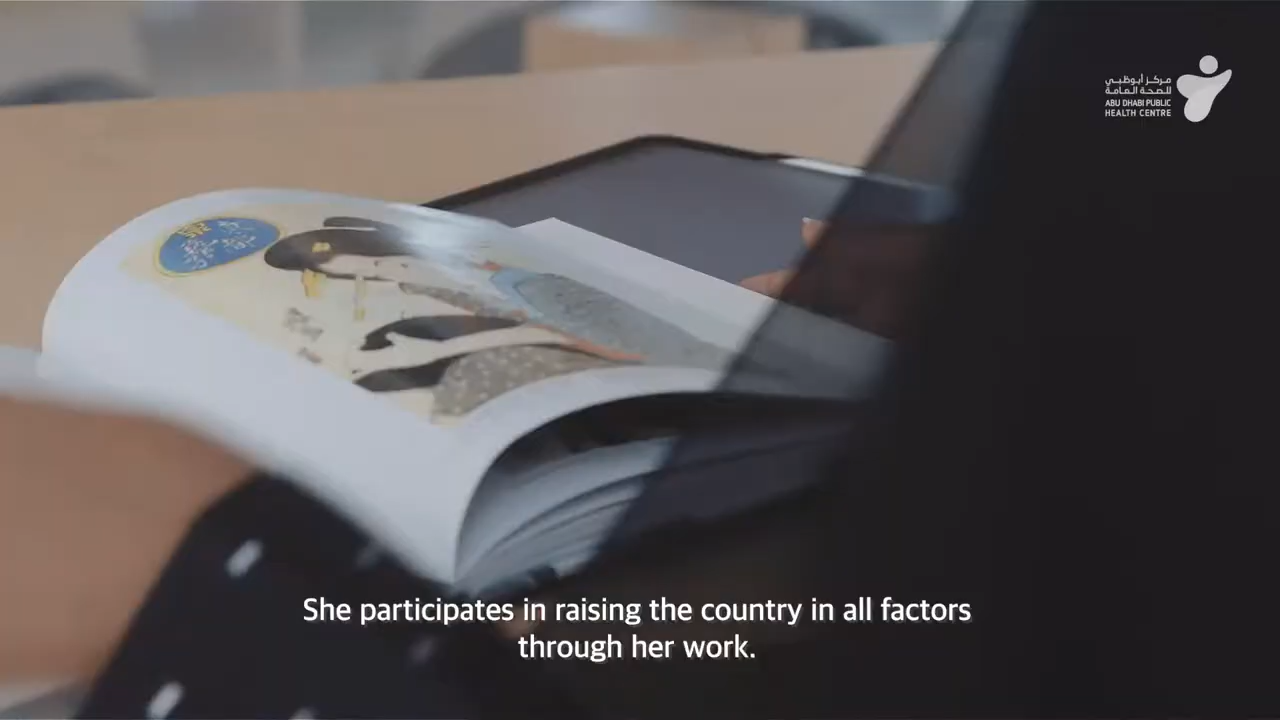 مركز أبوظبي
للصحة العامة
ABU DHABI PUBLIC
HEALTH CENTRE
She participates in raising the country in all factors
through her work.